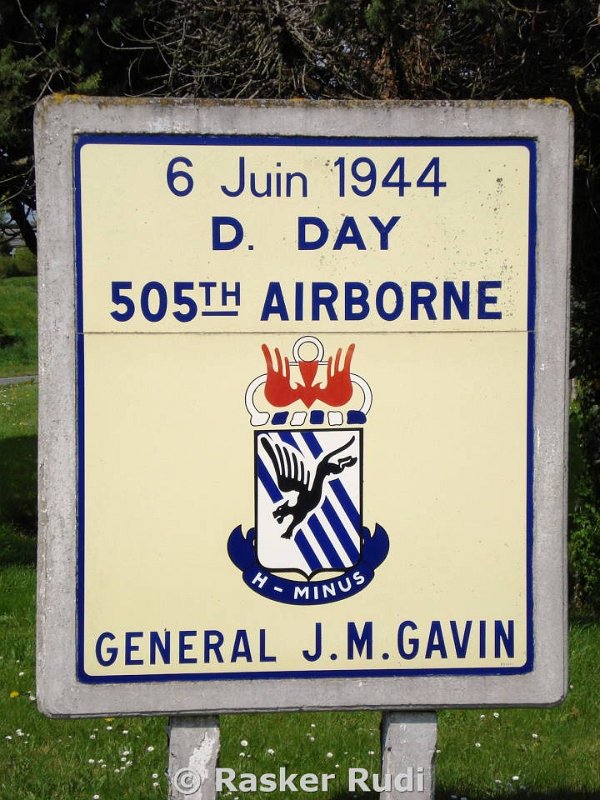 6 Juin 1944
D. DAY
505TH AIRBORNE
H - MINUS
GENERAL J.M. GAVIN
© Rasker Rudi